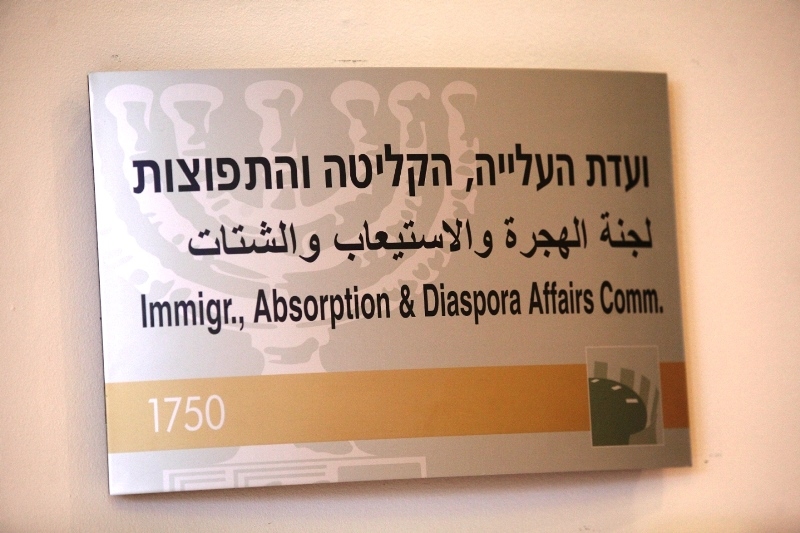 ועדת העלייה, הקליטה והתפוצות
لجنة الهجرة والاستيعاب والشتات
Immigr., Absorption & Diaspora Affairs Comm.
1750